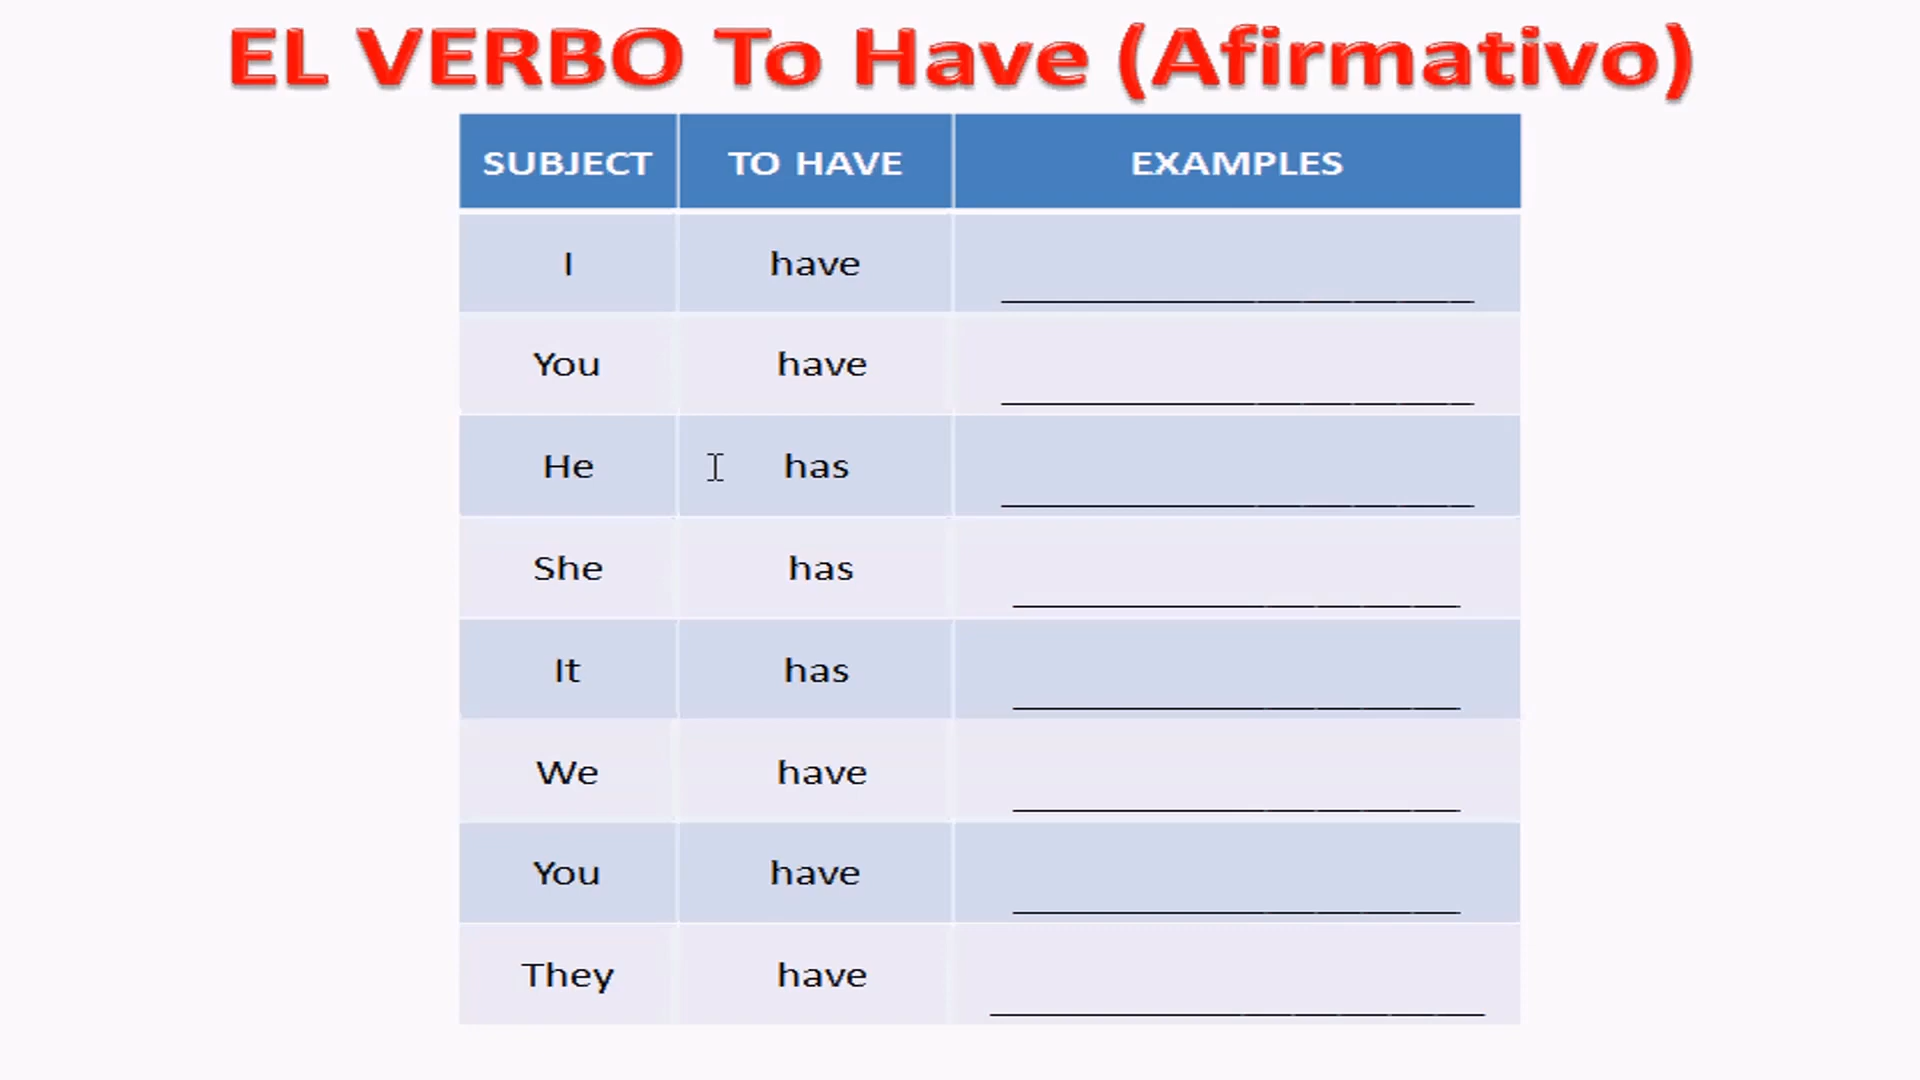 EL VERBO To Have (Afirmativo)
SUBJECT TO HAVE EXAMPLES
I have
You have
He has
She has
It has
We have
You have
They have